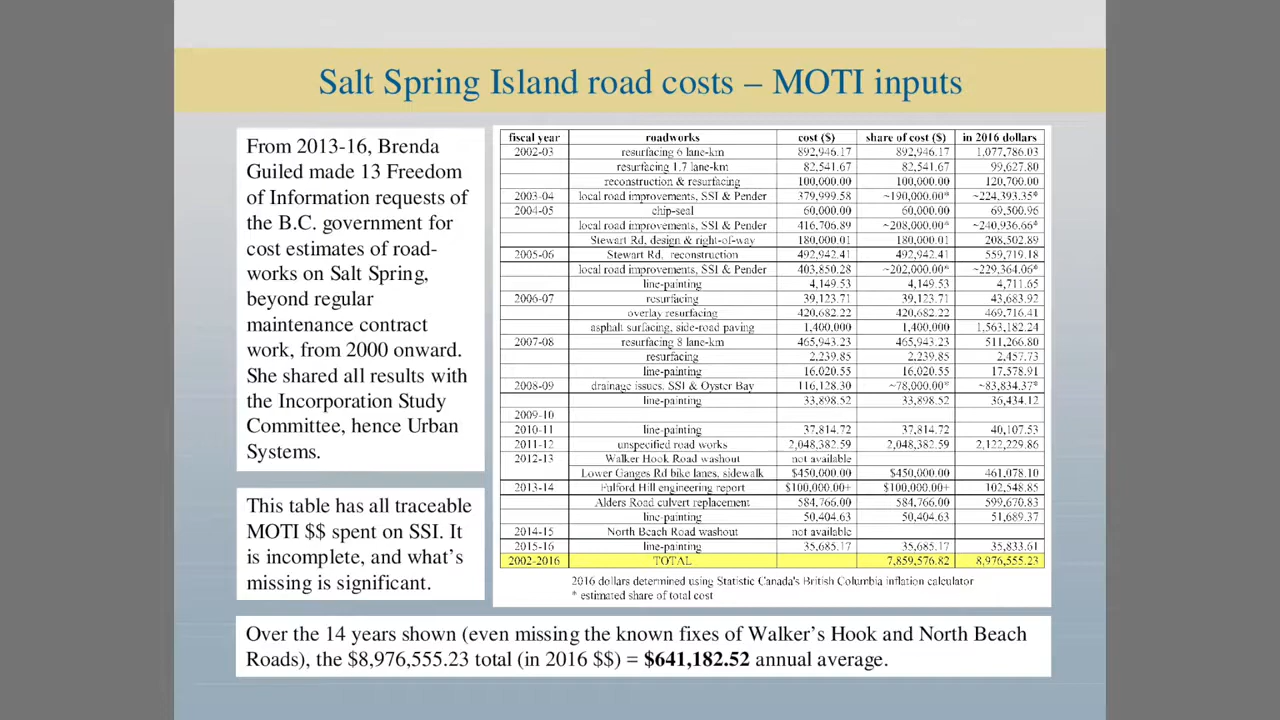 Salt Spring Island road costs – MOTI inputs
From 2013-16, Brenda
Guiled made 13 Freedom
of Information requests of
the B.C. government for
cost estimates of road-
works on Salt Spring,
beyond regular
maintenance contract
work, from 2000 onward.
She shared all results with
the Incorporation Study
Committee, hence Urban
Systems.
This table has all traceable
MOTI $$ spent on SSI. It
is incomplete, and what's
missing is significant.
fiscal year roadworks cost ($) share of cost ($) in 2016 dollars
2002-03 resurfacing 6 lane-km 892,946.17 892,946.17 1,077,786.03
resurfacing 1.7 lane-km 82,541.67 82,541.67 99,627.80
reconstruction & resurfacing 100,000.00 100,000.00 120,700.00
2003-04 local road improvements, SSI & Pender 379,999.58 ~190,000.00* ~224,393.35*
2004-05 chip-seal 60,000.00 60,000.00 69,500.96
local road improvements, SSI & Pender 416,706.89 ~208,000.00* ~240,936.66*
Stewart Rd, design & right-of-way 180,000.01 180,000.01 208,502.89
2005-06 Stewart Rd, reconstruction 492,942.41 492,942.41 559,719.18
local road improvements, SSI & Pender 403,850.28 ~202,000.00* ~229,364.06*
line-painting 4,149.53 4,149.53 4,711.65
2006-07 resurfacing 39,123.71 39,123.71 43,683.92
overlay resurfacing 420,682.22 420,682.22 469,716.41
asphalt surfacing, side-road paving 1,400,000 1,400,000 1,563,182.24
2007-08 resurfacing 8 lane-km 465,943.23 465,943.23 511,266.80
resurfacing 2,239.85 2,239.85 2,457.73
line-painting 16,020.55 16,020.55 17,578.91
2008-09 drainage issues, SSI & Oyster Bay 116,128.30 ~78,000.00* ~83,834.37*
line-painting 33,898.52 33,898.52 36,434.12
2009-10
2010-11 line-painting 37,814.72 37,814.72 40,107.53
2011-12 unspecified road works 2,048,382.59 2,048,382.59 2,122,229.86
2012-13 Walker Hook Road washout not available
Lower Ganges Rd bike lanes, sidewalk $450,000.00 $450,000.00 461,078.10
2013-14 Fulford Hill engineering report $100,000.00+ $100,000.00+ 102,548.85
Alders Road culvert replacement 584,766.00 584,766.00 599,670.83
line-painting 50,404.63 50,404.63 51,689.37
2014-15 North Beach Road washout not available
2015-16 line-painting 35,685.17 35,685.17 35,833.61
2002-2016 TOTAL 7,859,576.82 8,976,555.23
2016 dollars determined using Statistic Canada's British Columbia inflation calculator
* estimated share of total cost
Over the 14 years shown (even missing the known fixes of Walker's Hook and North Beach
Roads), the $8,976,555.23 total (in 2016 $$) = $641,182.52 annual average.